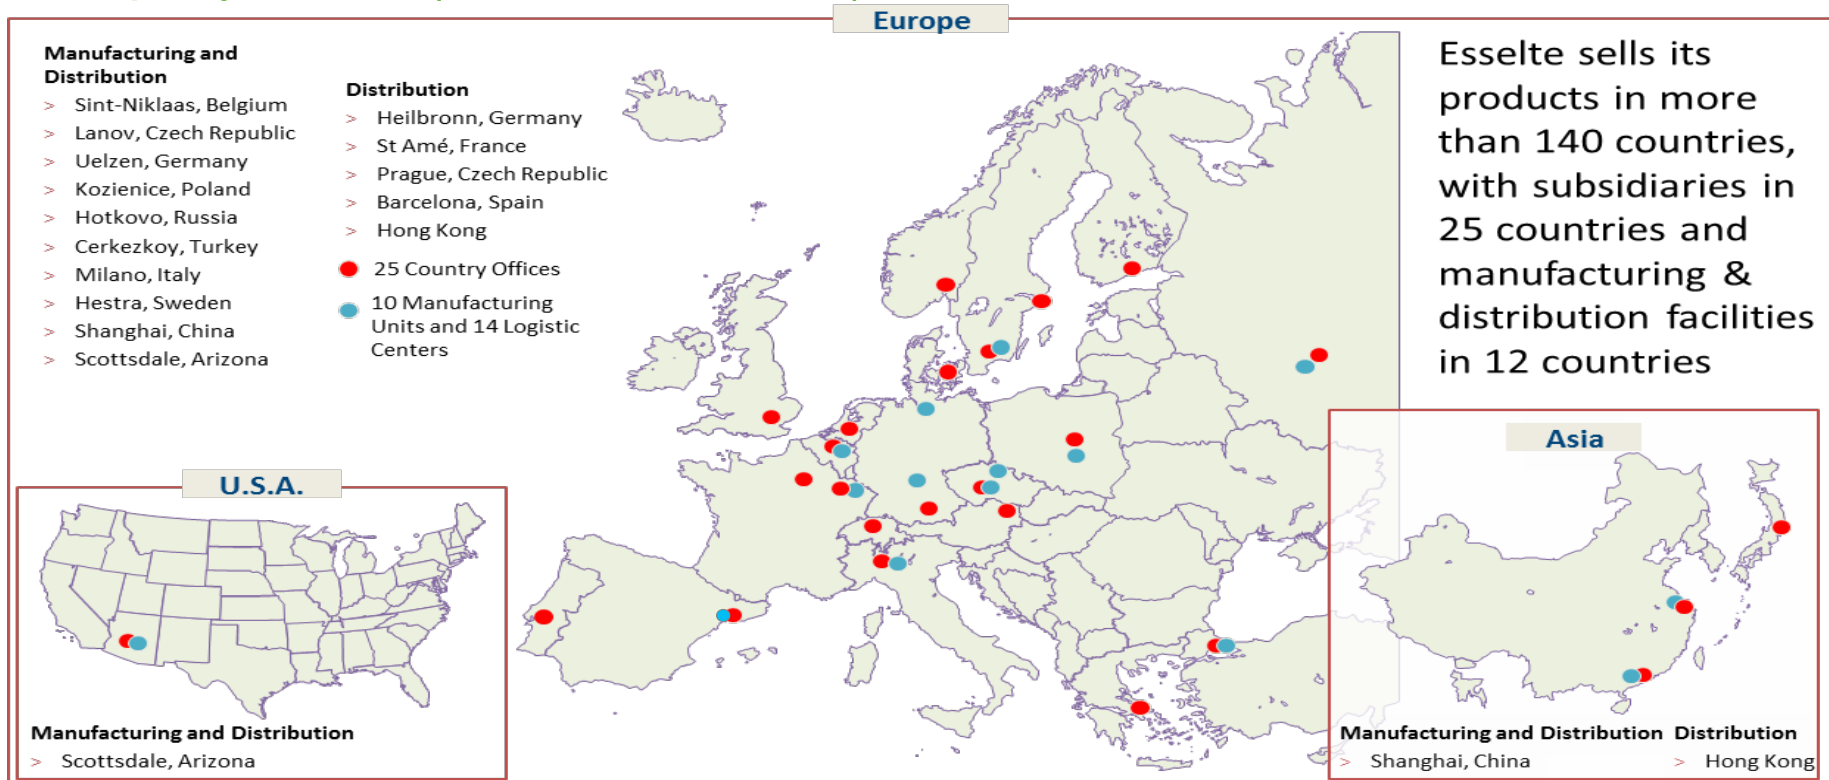 Europe
Manufacturing and
Distribution
> Sint-Niklaas, Belgium
> Lanov, Czech Republic
> Uelzen, Germany
> Kozienice, Poland
> Hotkovo, Russia
> Cerkezkoy, Turkey
> Milano, Italy
> Hestra, Sweden
> Shanghai, China
> Scottsdale, Arizona
Distribution
> Heilbronn, Germany
> St Amé, France
> Prague, Czech Republic
> Barcelona, Spain
> Hong Kong
25 Country Offices
10 Manufacturing
Units and 14 Logistic
Centers
Esselte sells its
products in more
than 140 countries,
with subsidiaries in
25 countries and
manufacturing &
distribution facilities
in 12 countries
U.S.A.
Manufacturing and Distribution
> Scottsdale, Arizona
Asia
Manufacturing and Distribution
> Shanghai, China
Distribution
> Hong Kong